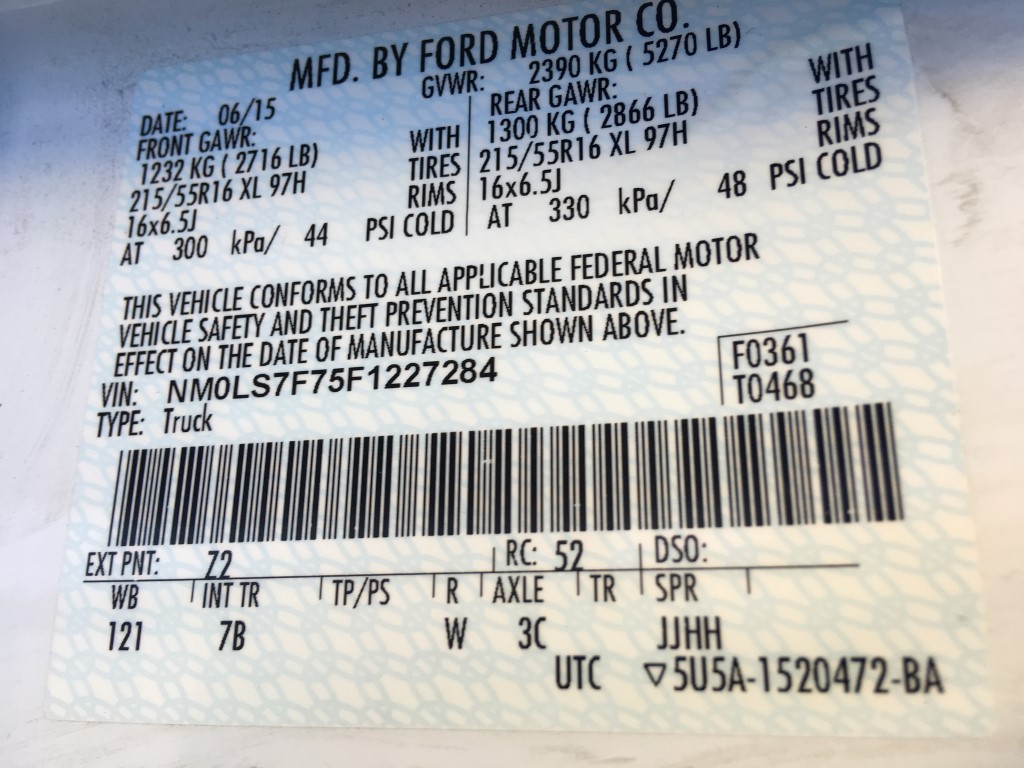 MFD. BY FORD MOTOR CO.
DATE: 06/15 GVWR: 2390 KG ( 5270 LB)
FRONT GAWR: REAR GAWR:
1232 KG ( 2716 LB) WITH 1300 KG ( 2866 LB) WITH
215/55R16 XL 97H TIRES 215/55R16 XL 97H TIRES
16x6.5J RIMS 16x6.5J RIMS
AT 300 kPa/ 44 PSI COLD AT 330 kPa/ 48 PSI COLD
THIS VEHICLE CONFORMS TO ALL APPLICABLE FEDERAL MOTOR
VEHICLE SAFETY AND THEFT PREVENTION STANDARDS IN
EFFECT ON THE DATE OF MANUFACTURE SHOWN ABOVE.
VIN: NM0LS7F75F1227284 F0361
TYPE: Truck T0468
EXT PNT: Z2 RC: 52 DSO:
WB INT TR TP/PS R AXLE TR SPR
121 7B W 3C JJHH
UTC ▽5U5A-1520472-BA